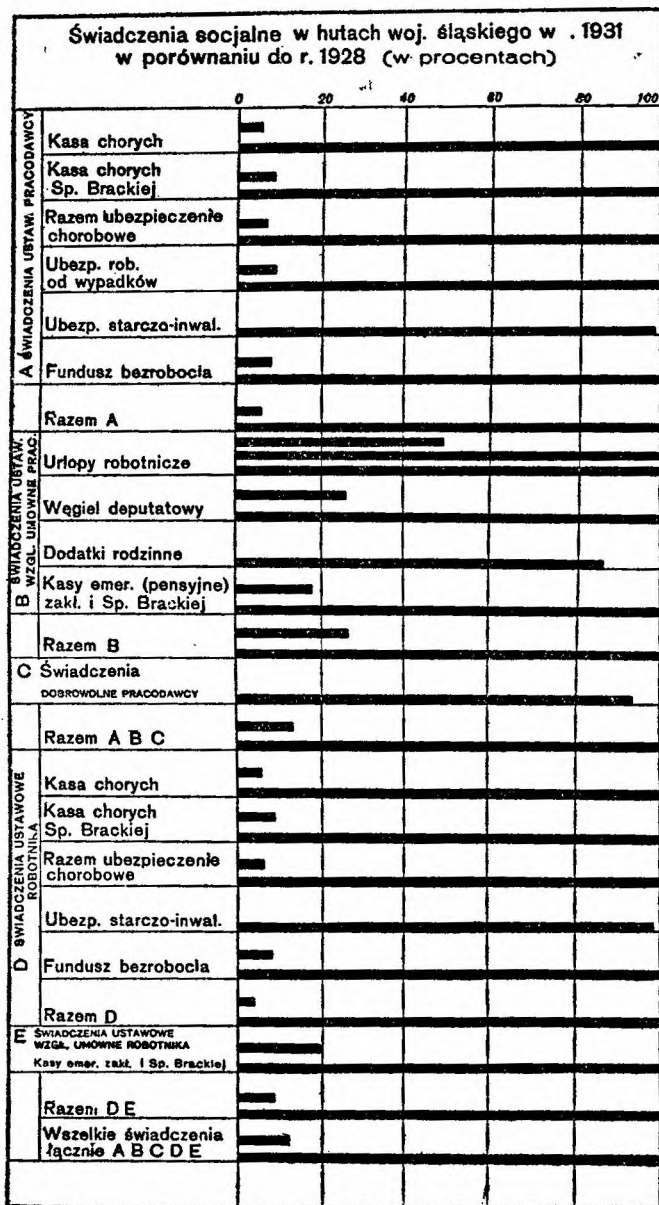 Świadczenia socjalne w hutach woj. śląskiego w . 1931
w porównaniu do r. 1928 (w procentach)
0 20 40 60 80 100
A ŚWIADCZENIA USTAW. PRACODAWCY
Kasa chorych
Kasa chorych
Sp. Brackiej
Razem ubezpieczenie
chorobowe
Ubezp. rob.
od wypadków
Ubezp. starczo-inwal.
Fundusz bezrobocia
Razem A
B ŚWIADCZENIA USTAW.
WZGL. UMOWNE PRAC.
Urlopy robotnicze
Węgiel deputatowy
Dodatki rodzinne
Kasy emer. (pensyjne)
zakł. i Sp. Brackiej
Razem B
C Świadczenia
DOBROWOLNE PRACODAWCY
Razem A B C
D ŚWIADCZENIA USTAWOWE
ROBOTNIKA
Kasa chorych
Kasa chorych
Sp. Brackiej
Razem ubezpieczenie
chorobowe
Ubezp. starczo-inwal.
Fundusz bezrobocia
Razem D
E ŚWIADCZENIA USTAWOWE
WZGL. UMOWNE ROBOTNIKA
Kasy emer. zakł. i Sp. Brackiej
Razem D E
Wszelkie świadczenia
łącznie A B C D E